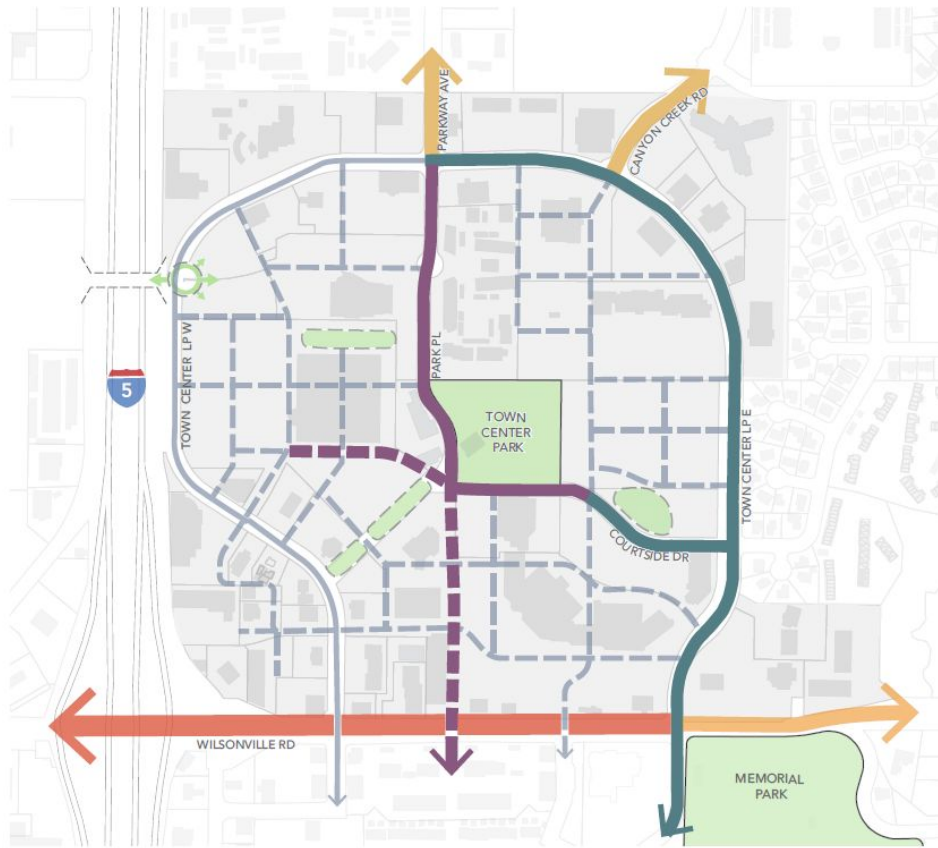 PARKWAY AVE
CANYON CREEK RD
TOWN CENTER LP W
PARK PL
5
TOWN
CENTER
PARK
TOWN CENTER LP E
COURTSIDE DR
WILSONVILLE RD
MEMORIAL
PARK